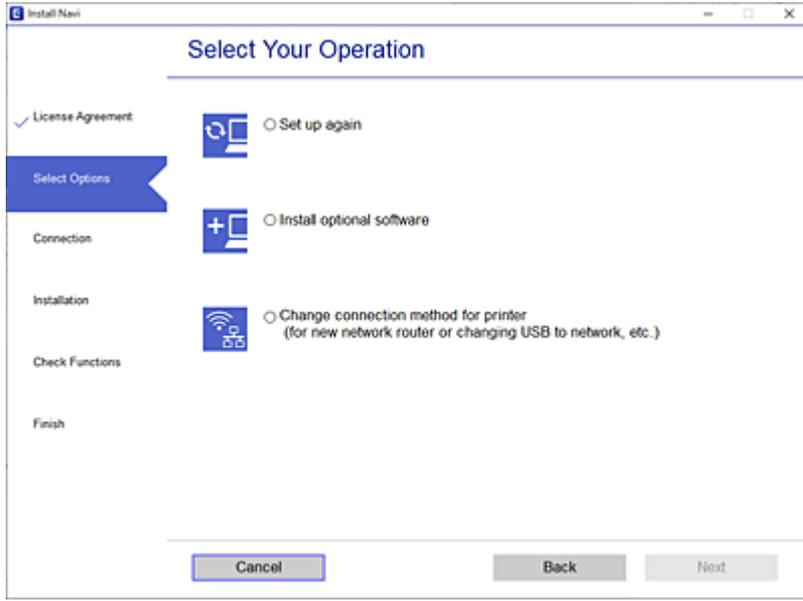 Install Navi
Select Your Operation
License Agreement
Select Options
Connection
Installation
Check Functions
Finish
Set up again
Install optional software
Change connection method for printer
(for new network router or changing USB to network, etc.)
Cancel
Back
Next